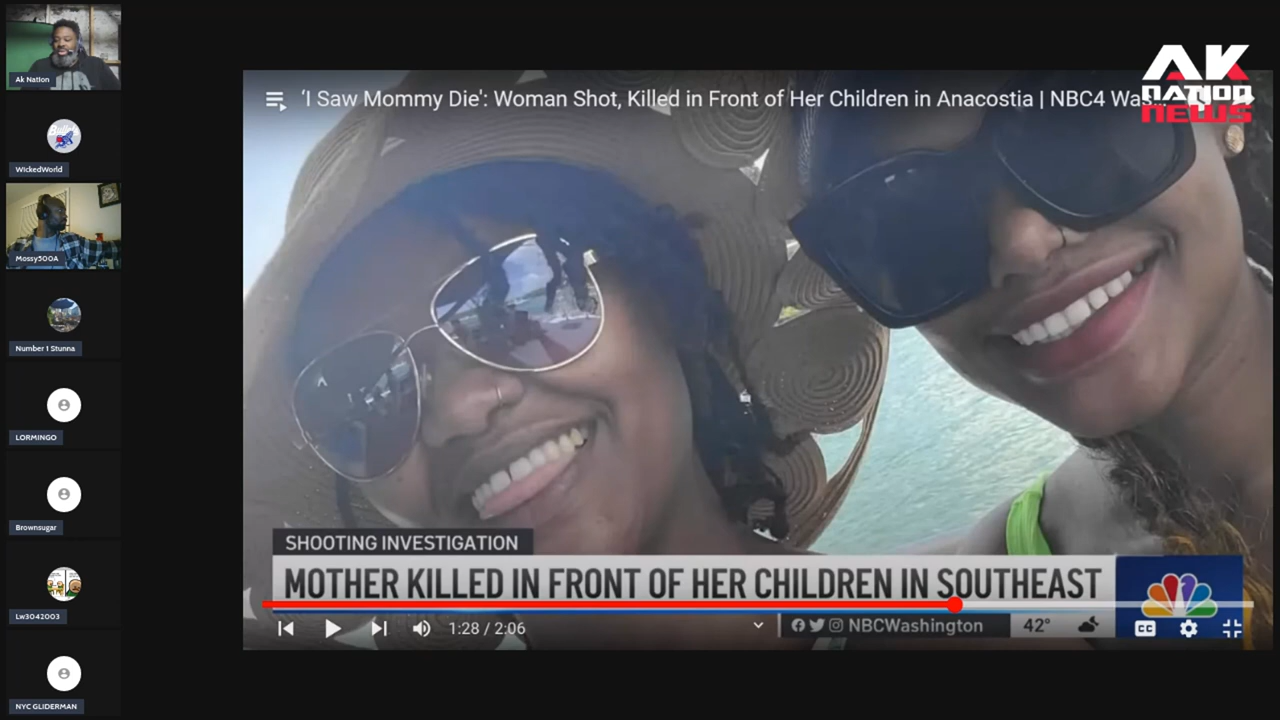 Ak Nation
WIckedWorld
Mossy500A
Number 1 Stunna
LORMINGO
Brownsugar
Lw3042003
NYC GLIDERMAN
‘I Saw Mommy Die': Woman Shot, Killed in Front of Her Children in Anacostia | NBC4 Was...
AK
NATION
NEWS
SHOOTING INVESTIGATION
MOTHER KILLED IN FRONT OF HER CHILDREN IN SOUTHEAST
1:28 / 2:06
NBCWashington
42°
CC